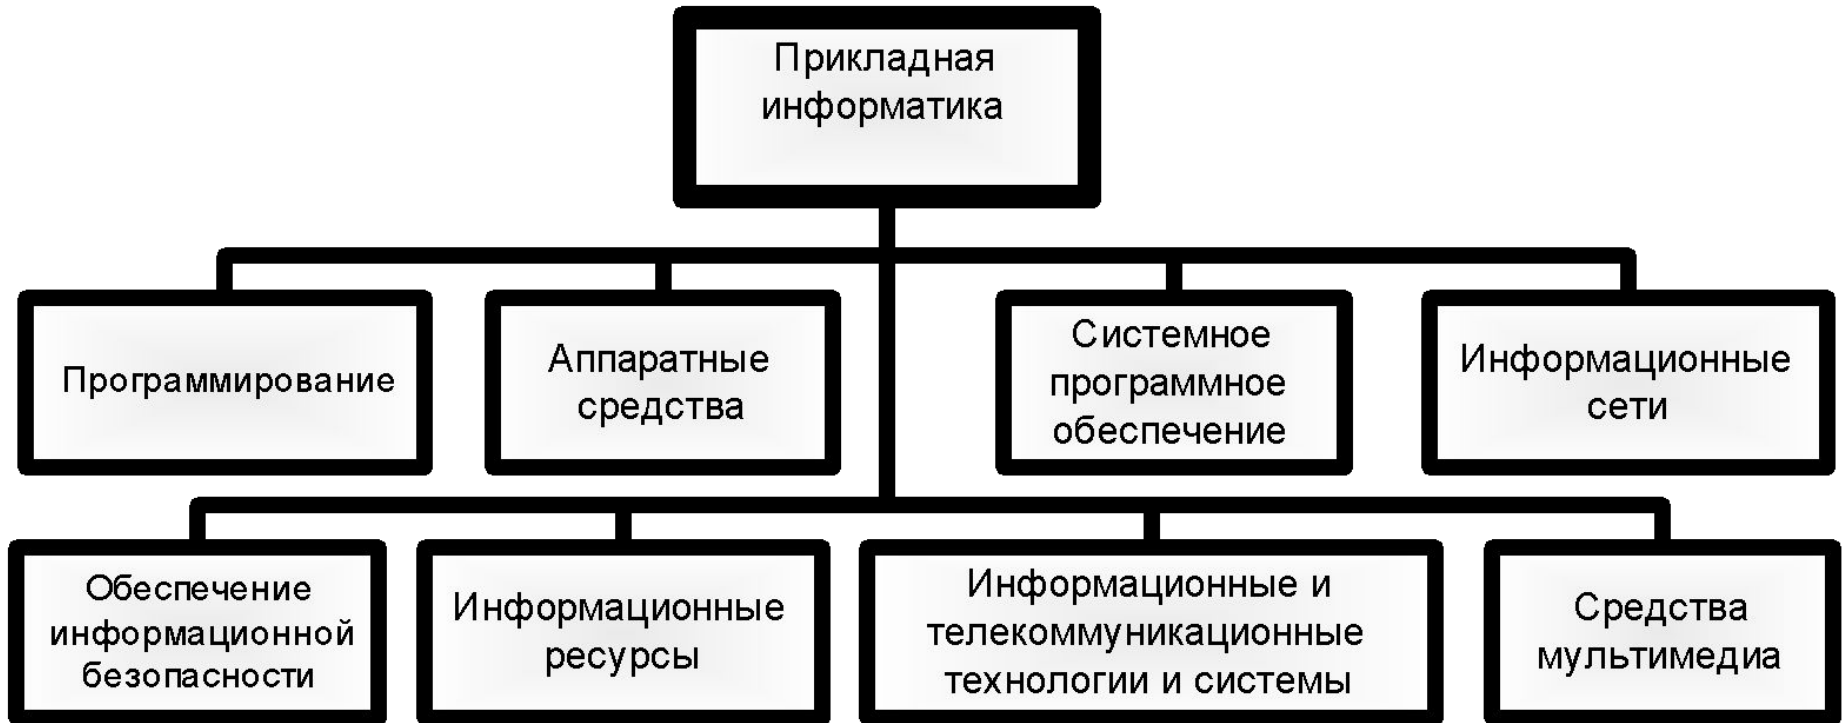 Прикладная
информатика
Программирование
Аппаратные
средства
Системное
программное
обеспечение
Информационные
сети
Обеспечение
информационной
безопасности
Информационные
ресурсы
Информационные и
телекоммуникационные
технологии и системы
Средства
мультимедиа